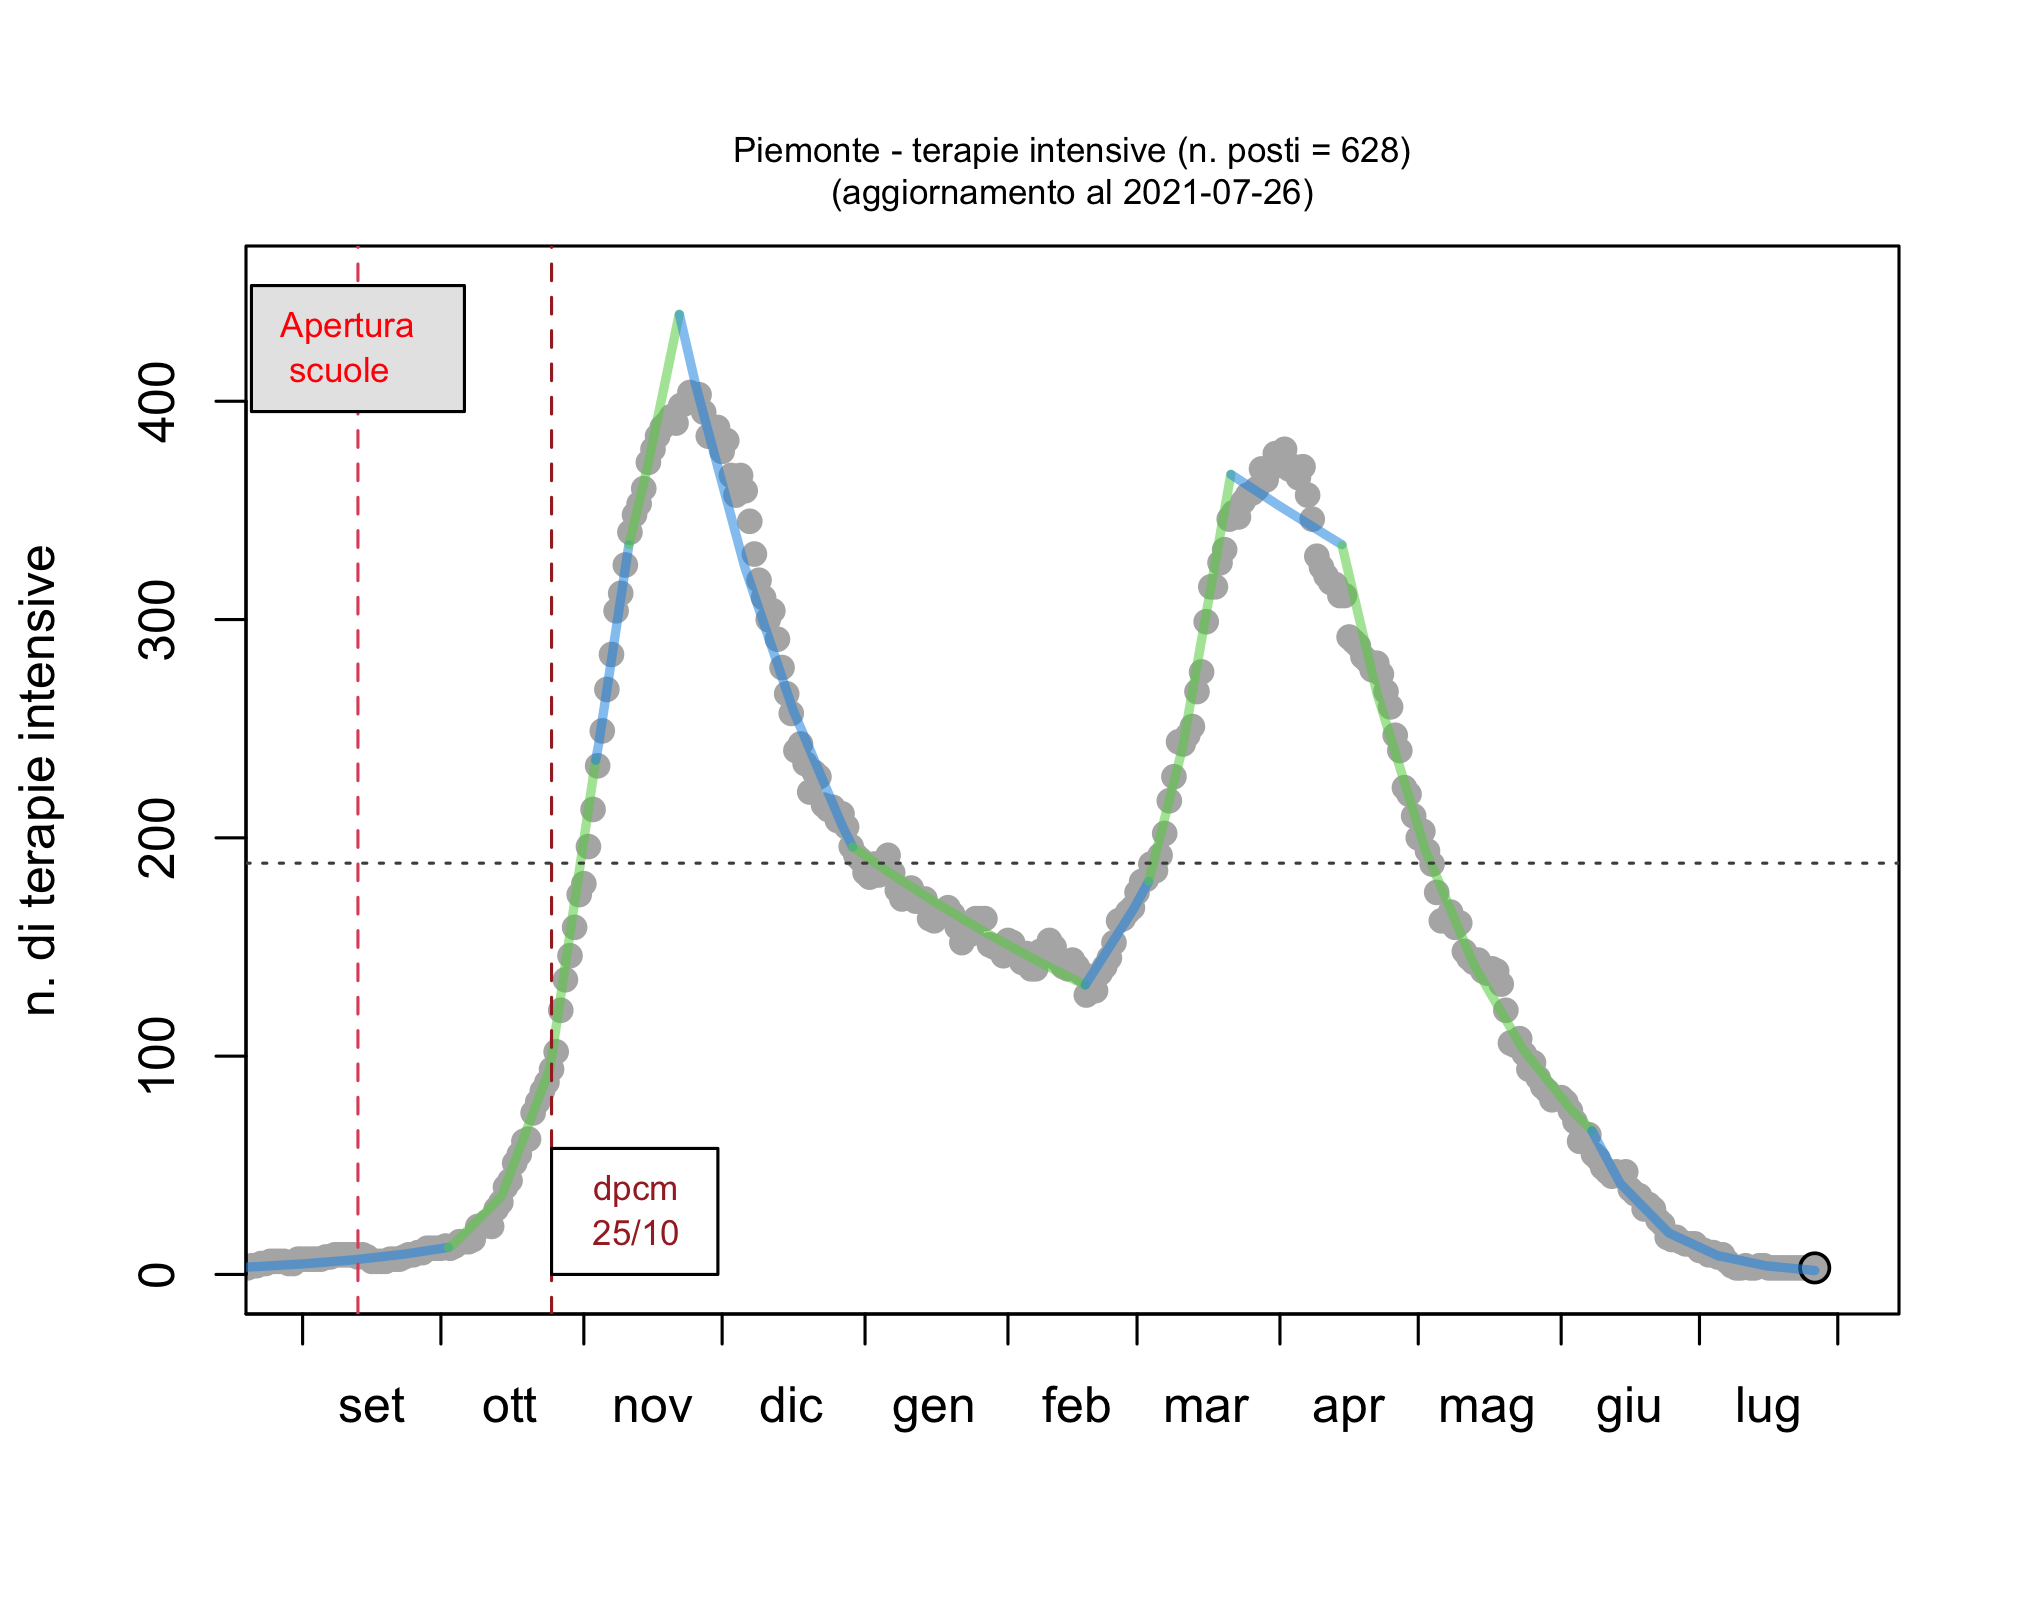 Piemonte - terapie intensive (n. posti = 628)
(aggiornamento al 2021-07-26)
Apertura
scuole
n. di terapie intensive
400
300
200
100
0
dpcm
25/10
set ott nov dic gen feb mar apr mag giu lug